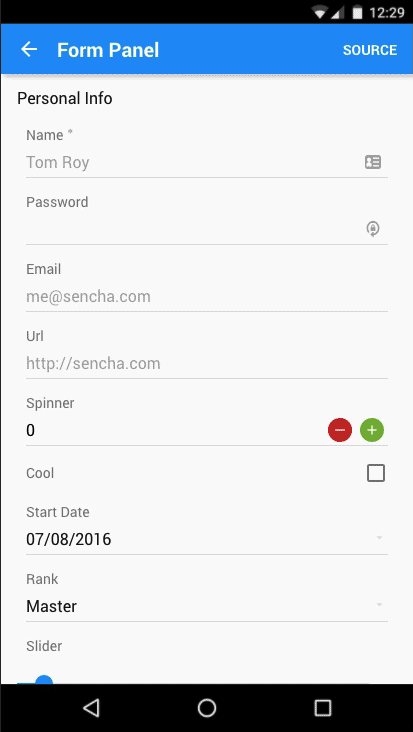 12:29
Form Panel SOURCE
Personal Info
Name *
Tom Roy
Password
Email
me@sencha.com
Url
http://sencha.com
Spinner
0
Cool
Start Date
07/08/2016
Rank
Master
Slider